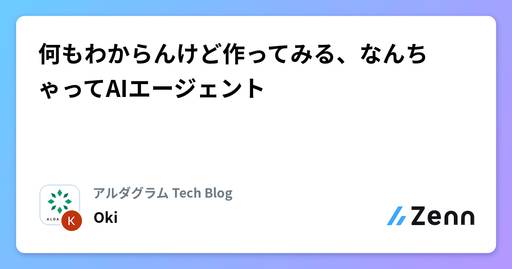 何もわからんけど作ってみる、なんち
ゃってAIエージェント
アルダグラム Tech Blog
ALDA
K
Oki
Zenn